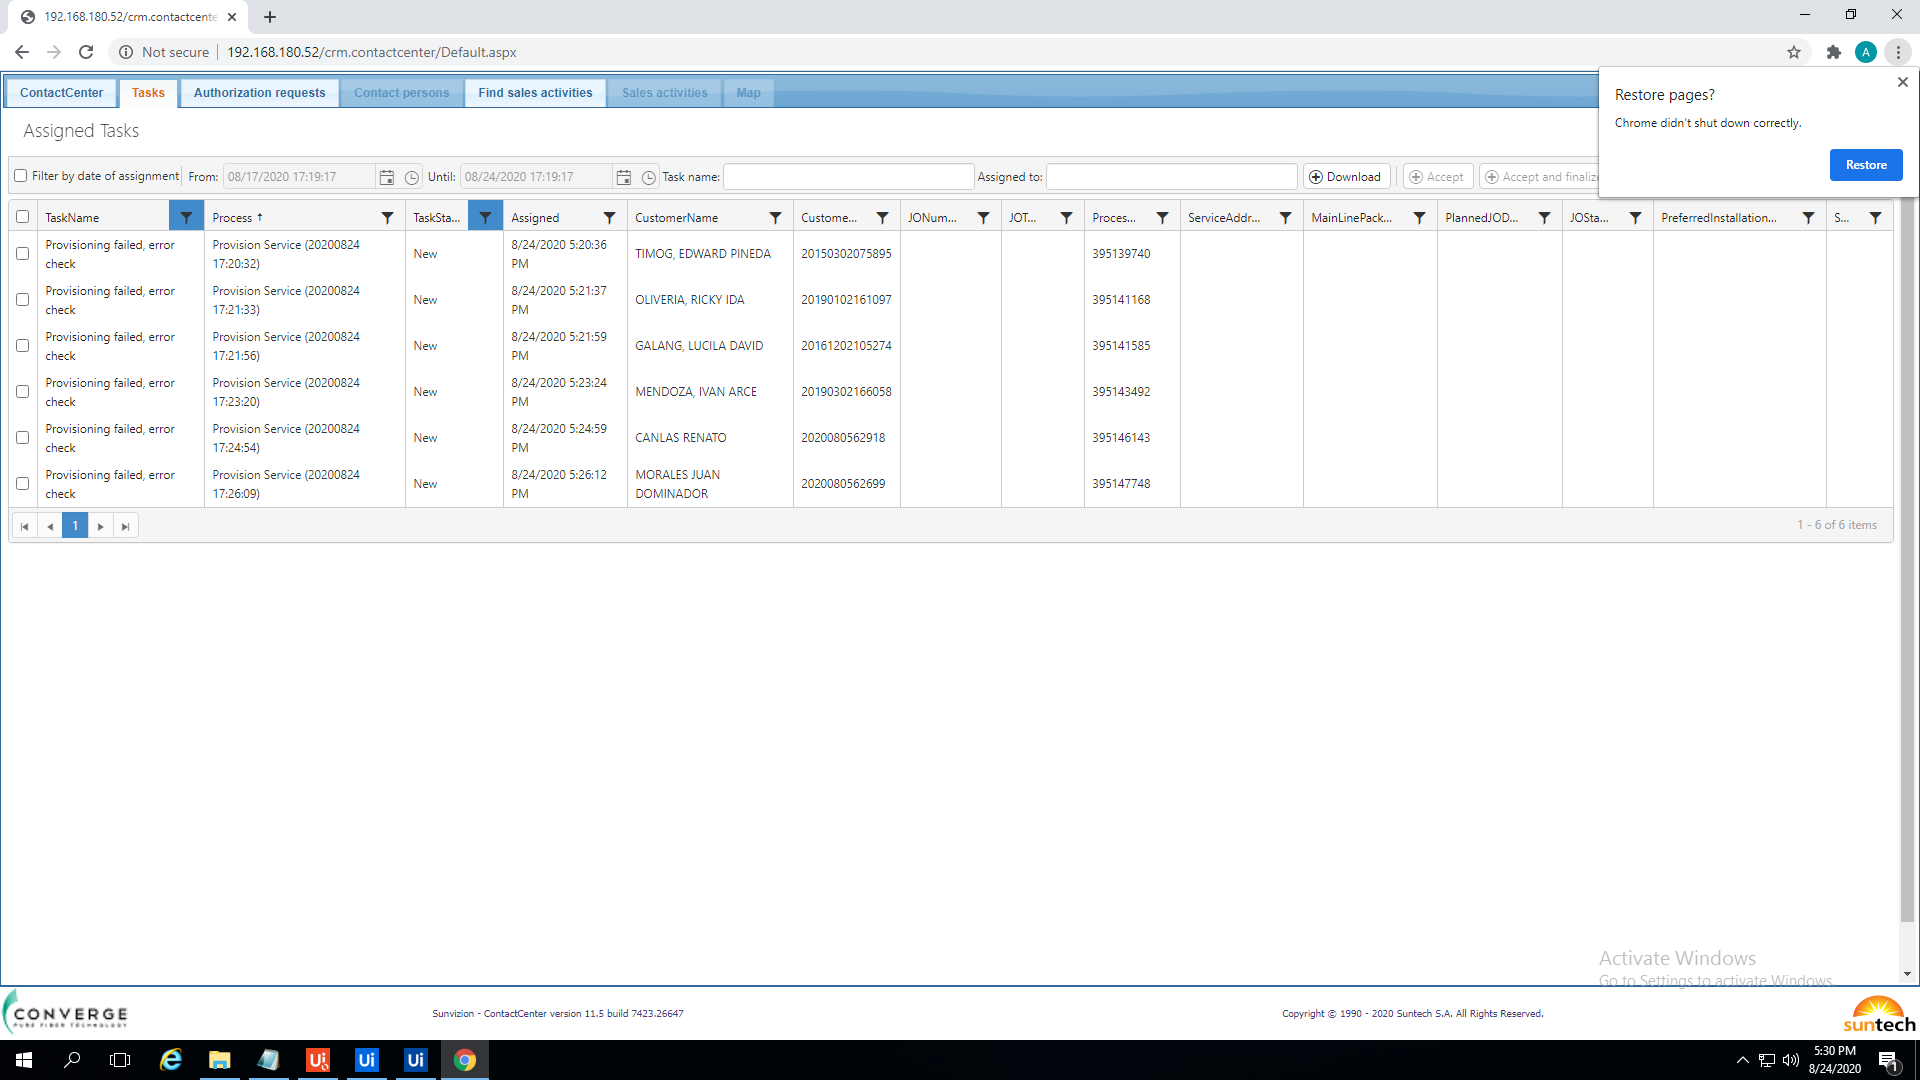 192.168.180.52/crm.contactcente
Not secure
192.168.180.52/crm.contactcenter/Default.aspx
A
ContactCenter
Tasks
Authorization requests
Contact persons
Find sales activities
Sales activities
Map
Restore pages?
Chrome didn't shut down correctly.
Restore
Assigned Tasks
Filter by date of assignment
From:
08/17/2020 17:19:17
Until:
08/24/2020 17:19:17
Task name:
Assigned to:
Download
Accept
Accept and finalize
TaskName
Process ↑
TaskSta...
Assigned
CustomerName
Custome...
JONum...
JOT...
Proces...
ServiceAddr...
MainLinePack...
PlannedJOD...
JOSta...
PreferredInstallation...
S...
Provisioning failed, error
check
Provision Service (20200824
17:20:32)
New
8/24/2020 5:20:36
PM
TIMOG, EDWARD PINEDA
20150302075895
395139740
Provisioning failed, error
check
Provision Service (20200824
17:21:33)
New
8/24/2020 5:21:37
PM
OLIVERIA, RICKY IDA
20190102161097
395141168
Provisioning failed, error
check
Provision Service (20200824
17:21:56)
New
8/24/2020 5:21:59
PM
GALANG, LUCILA DAVID
20161202105274
395141585
Provisioning failed, error
check
Provision Service (20200824
17:23:20)
New
8/24/2020 5:23:24
PM
MENDOZA, IVAN ARCE
20190302166058
395143492
Provisioning failed, error
check
Provision Service (20200824
17:24:54)
New
8/24/2020 5:24:59
PM
CANLAS RENATO
2020080562918
395146143
Provisioning failed, error
check
Provision Service (20200824
17:26:09)
New
8/24/2020 5:26:12
PM
MORALES JUAN
DOMINADOR
2020080562699
395147748
1
1 - 6 of 6 items
Activate Windows
Go to Settings to activate Windows.
CONVERGE
PURE FIBER TECHNOLOGY
Sunvizion - ContactCenter version 11.5 build 7423.26647
Copyright © 1990 - 2020 Suntech S.A. All Rights Reserved.
suntech
Ui
Ui
Ui
5:30 PM
8/24/2020
1